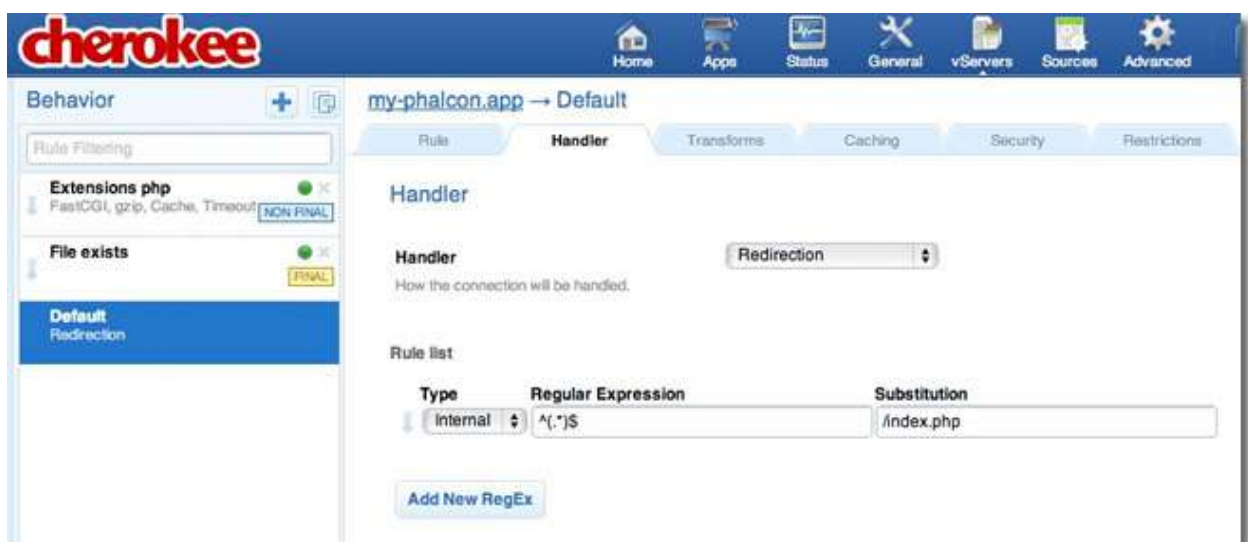 cherokee
Home Apps Status General vServers Sources Advanced
Behavior
Rule Filtering
Extensions php
FastCGI, gzip, Cache, Timeout
NON FINAL
File exists
FINAL
Default
Redirection
my-phalcon.app → Default
Rule Handler Transforms Caching Security Restrictions
Handler
Handler Redirection
How the connection will be handled.
Rule list
Type Regular Expression Substitution
Internal ^(.*)$ /index.php
Add New RegEx